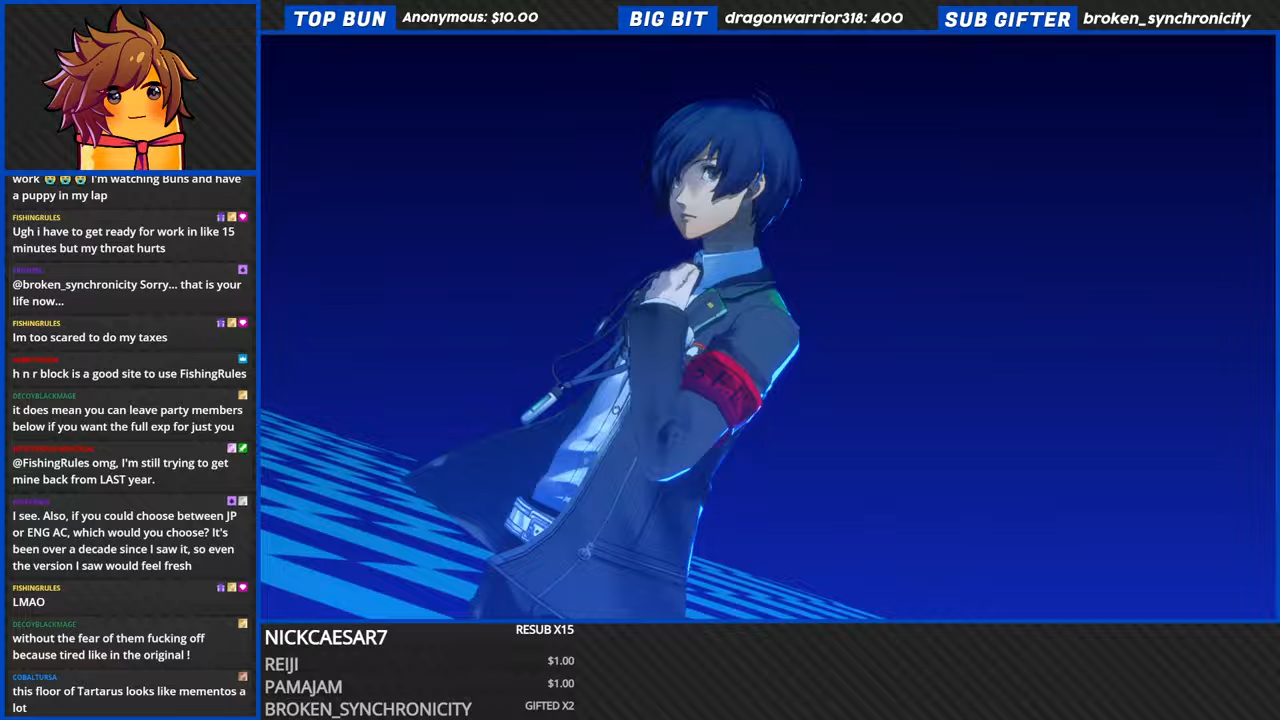 TOP BUN Anonymous: $10.00 BIG BIT dragonwarrior318: 400 SUB GIFTER broken_synchronicity
work 😭 😭 😭 I'm watching Buns and have
a puppy in my lap
FISHINGRULES
Ugh i have to get ready for work in like 15
minutes but my throat hurts
@broken_synchronicity Sorry... that is your
life now...
FISHINGRULES
Im too scared to do my taxes
h n r block is a good site to use FishingRules
DECOYBLACKMAGE
it does mean you can leave party members
below if you want the full exp for just you
@FishingRules omg, I'm still trying to get
mine back from LAST year.
I see. Also, if you could choose between JP
or ENG AC, which would you choose? It's
been over a decade since I saw it, so even
the version I saw would feel fresh
FISHINGRULES
LMAO
DECOYBLACKMAGE
without the fear of them fucking off
because tired like in the original !
COBALTURSA
this floor of Tartarus looks like mementos a
lot
NICKCAESAR7 RESUB X15
REIJI $1.00
PAMAJAM $1.00
BROKEN_SYNCHRONICITY GIFTED X2